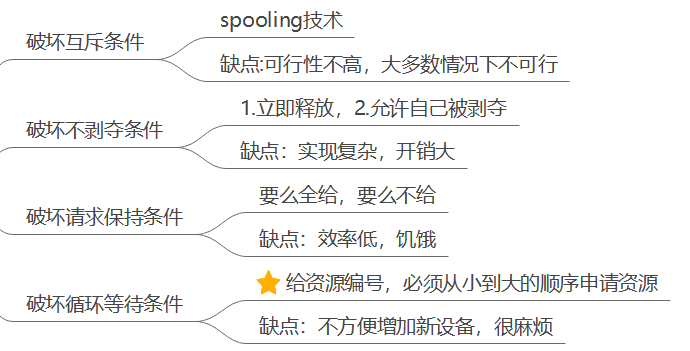 破坏互斥条件
spooling技术
缺点:可行性不高，大多数情况下不可行
破坏不剥夺条件
1.立即释放，2.允许自己被剥夺
缺点：实现复杂，开销大
破坏请求保持条件
要么全给，要么不给
缺点：效率低，饥饿
破坏循环等待条件
给资源编号，必须从小到大的顺序申请资源
缺点：不方便增加新设备，很麻烦